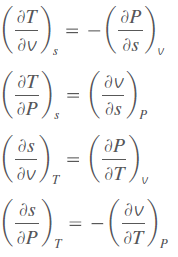 (∂T/∂v)_s = −(∂P/∂s)_v
(∂T/∂P)_s = (∂v/∂s)_P
(∂s/∂v)_T = (∂P/∂T)_v
(∂s/∂P)_T = −(∂v/∂T)_P